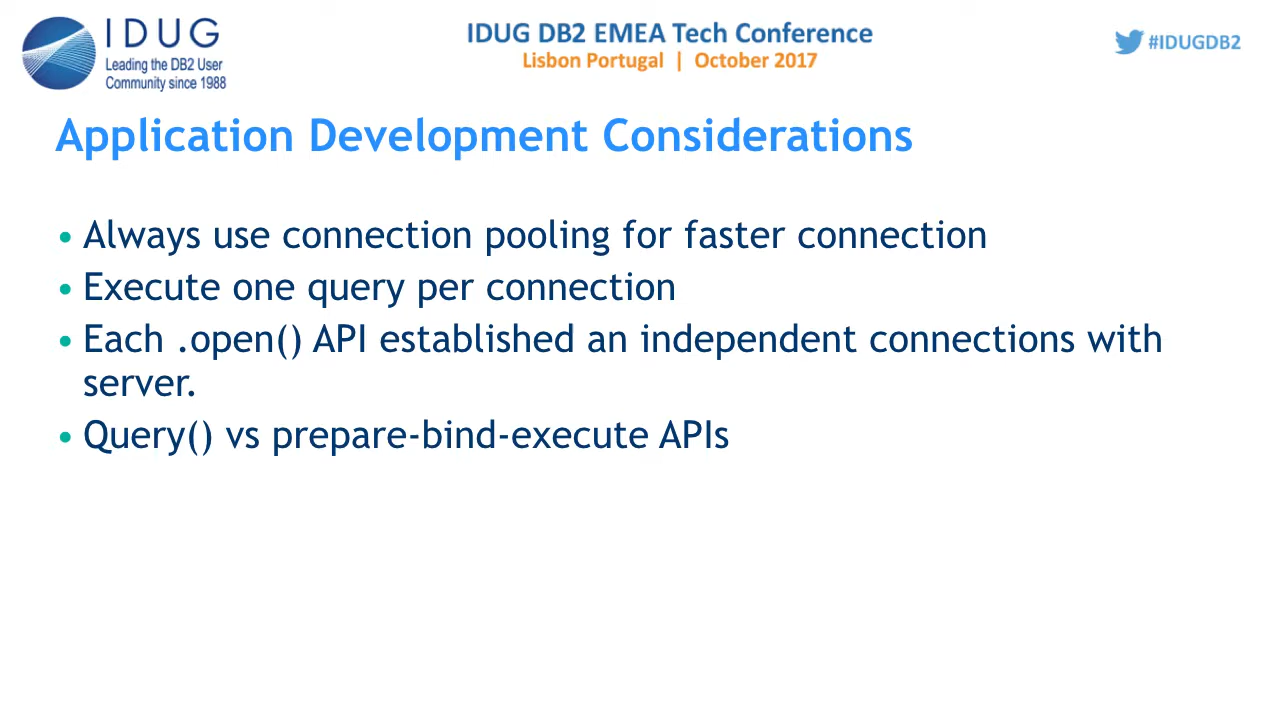 IDUG
Leading the DB2 User
Community since 1988
IDUG DB2 EMEA Tech Conference
Lisbon Portugal | October 2017
#IDUGDB2
Application Development Considerations
• Always use connection pooling for faster connection
• Execute one query per connection
• Each .open() API established an independent connections with
server.
• Query() vs prepare-bind-execute APIs